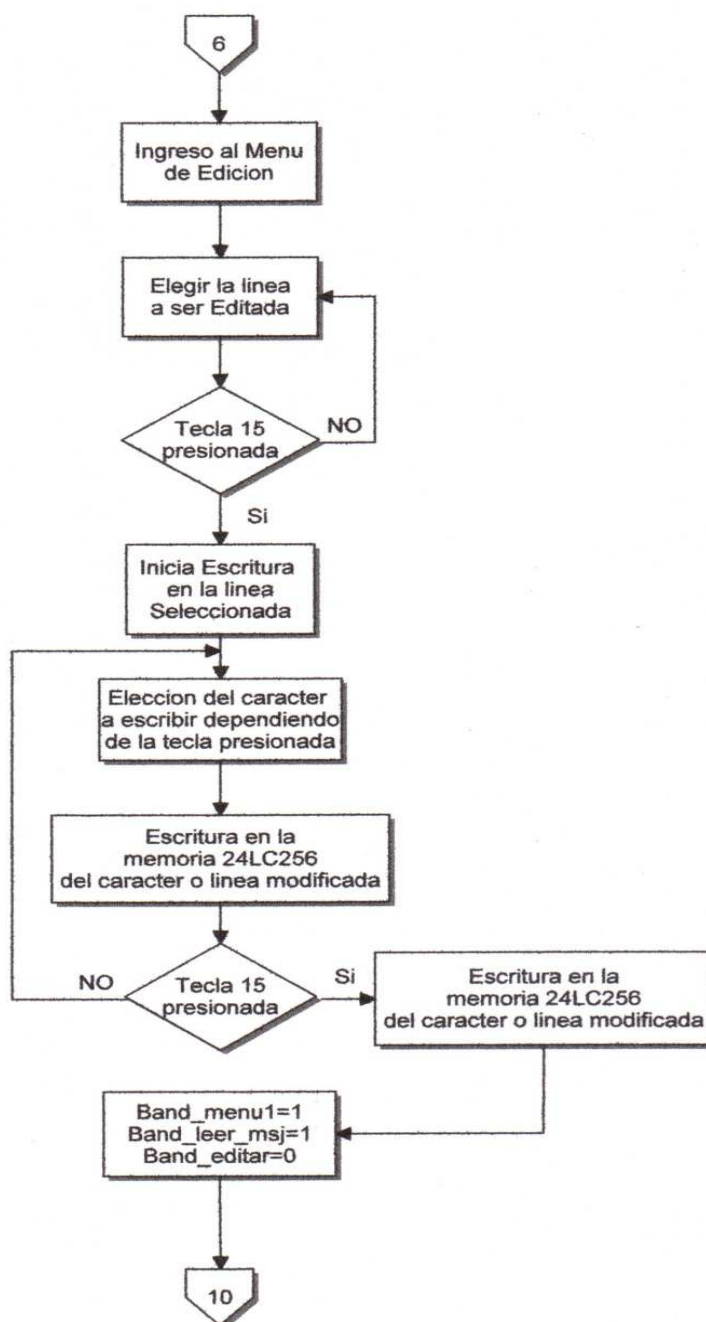 6
Ingreso al Menu
de Edicion
Elegir la linea
a ser Editada
Tecla 15
presionada
NO
Si
Inicia Escritura
en la linea
Seleccionada
Eleccion del caracter
a escribir dependiendo
de la tecla presionada
Escritura en la
memoria 24LC256
del caracter o linea modificada
Tecla 15
presionada
NO
Si
Escritura en la
memoria 24LC256
del caracter o linea modificada
Band_menu1=1
Band_leer_msj=1
Band_editar=0
10